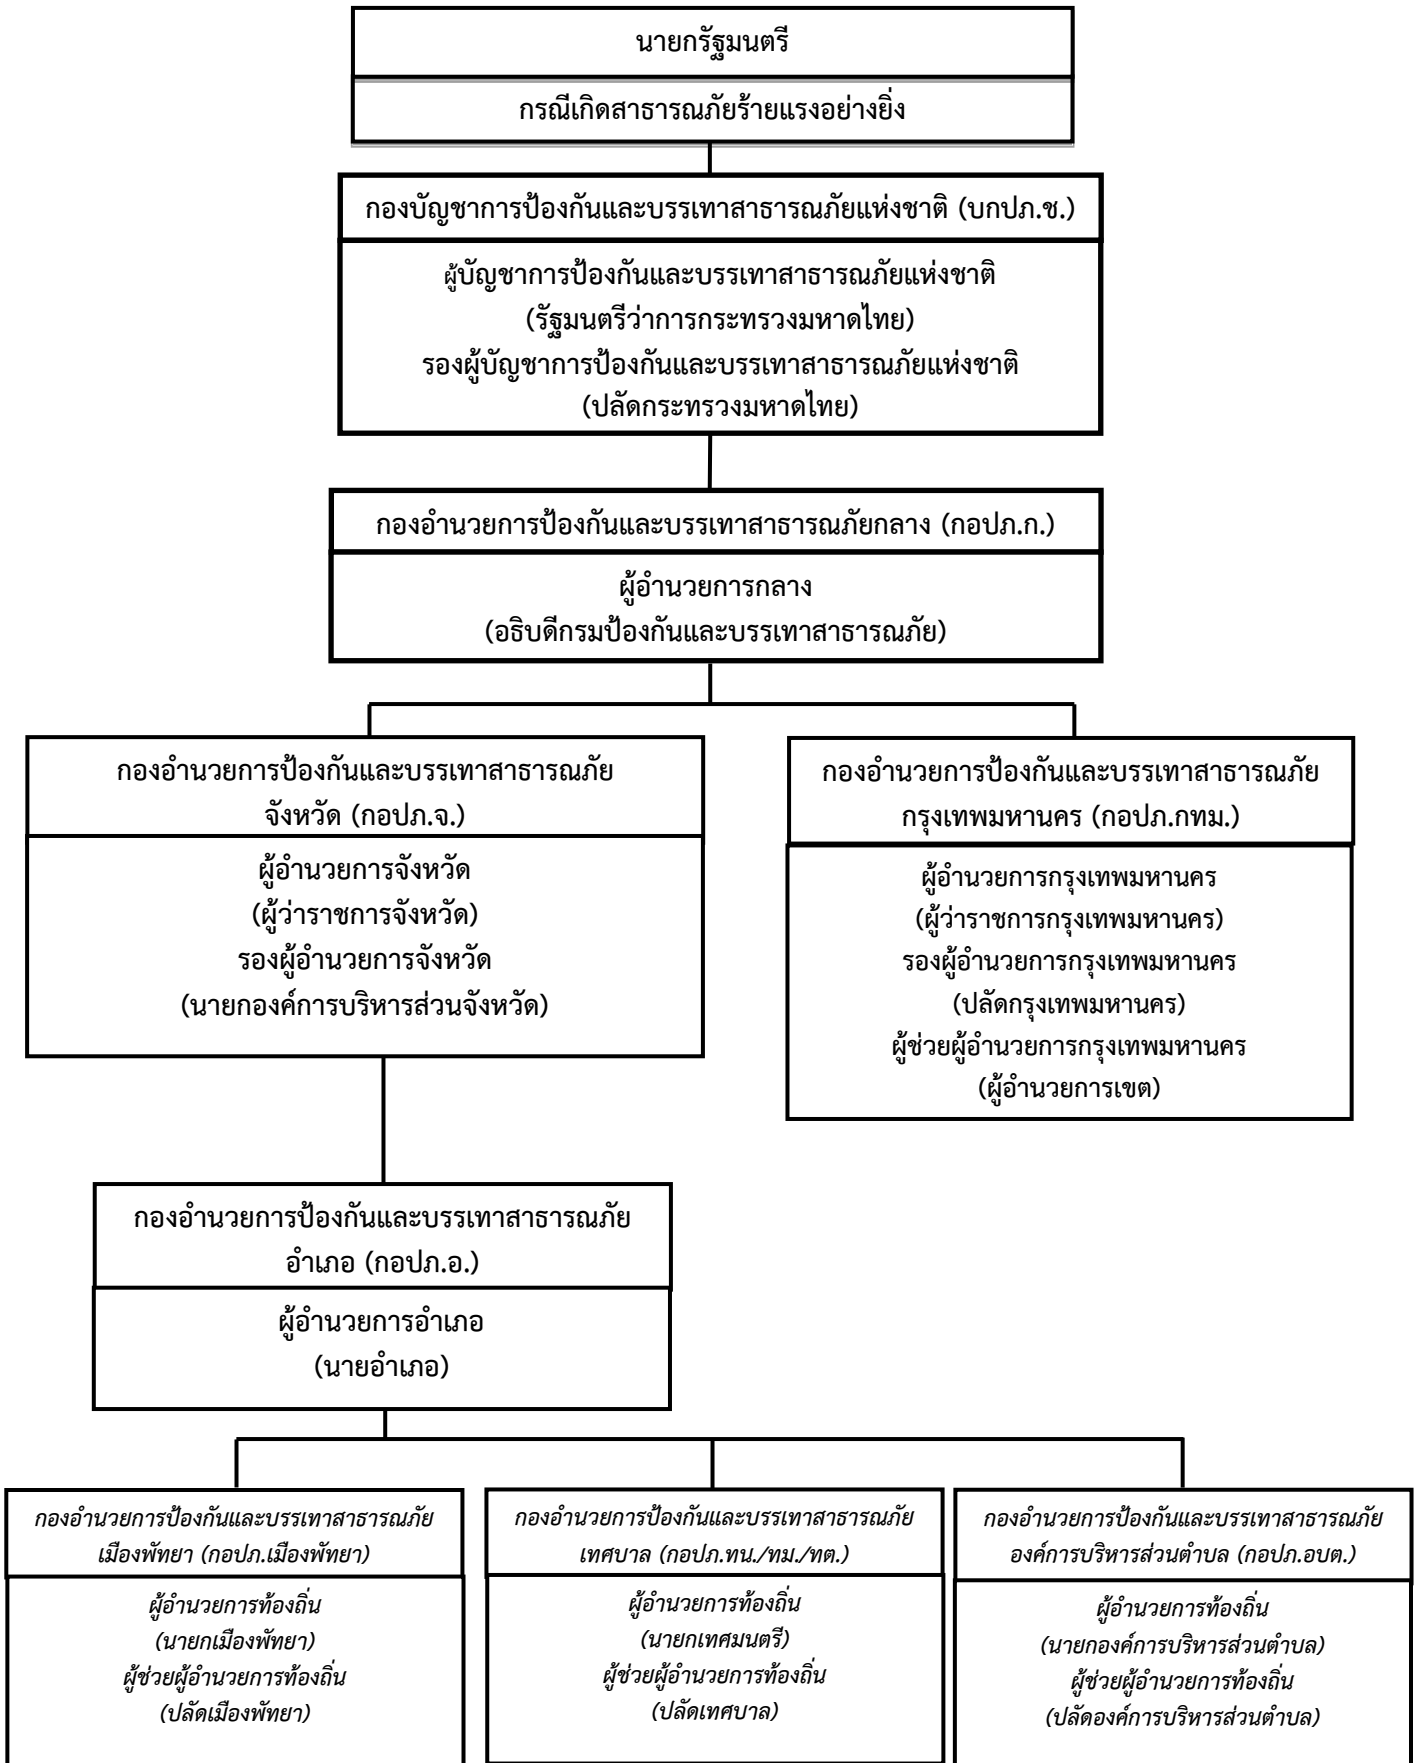 นายกรัฐมนตรี
กรณีเกิดสาธารณภัยร้ายแรงอย่างยิ่ง
กองบัญชาการป้องกันและบรรเทาสาธารณภัยแห่งชาติ (บกปภ.ช.)
ผู้บัญชาการป้องกันและบรรเทาสาธารณภัยแห่งชาติ
(รัฐมนตรีว่าการกระทรวงมหาดไทย)
รองผู้บัญชาการป้องกันและบรรเทาสาธารณภัยแห่งชาติ
(ปลัดกระทรวงมหาดไทย)
กองอำนวยการป้องกันและบรรเทาสาธารณภัยกลาง (กอปภ.ก.)
ผู้อำนวยการกลาง
(อธิบดีกรมป้องกันและบรรเทาสาธารณภัย)
กองอำนวยการป้องกันและบรรเทาสาธารณภัย
จังหวัด (กอปภ.จ.)
ผู้อำนวยการจังหวัด
(ผู้ว่าราชการจังหวัด)
รองผู้อำนวยการจังหวัด
(นายกองค์การบริหารส่วนจังหวัด)
กองอำนวยการป้องกันและบรรเทาสาธารณภัย
กรุงเทพมหานคร (กอปภ.กทม.)
ผู้อำนวยการกรุงเทพมหานคร
(ผู้ว่าราชการกรุงเทพมหานคร)
รองผู้อำนวยการกรุงเทพมหานคร
(ปลัดกรุงเทพมหานคร)
ผู้ช่วยผู้อำนวยการกรุงเทพมหานคร
(ผู้อำนวยการเขต)
กองอำนวยการป้องกันและบรรเทาสาธารณภัย
อำเภอ (กอปภ.อ.)
ผู้อำนวยการอำเภอ
(นายอำเภอ)
กองอำนวยการป้องกันและบรรเทาสาธารณภัย
เมืองพัทยา (กอปภ.เมืองพัทยา)
ผู้อำนวยการท้องถิ่น
(นายกเมืองพัทยา)
ผู้ช่วยผู้อำนวยการท้องถิ่น
(ปลัดเมืองพัทยา)
กองอำนวยการป้องกันและบรรเทาสาธารณภัย
เทศบาล (กอปภ.ทน./ทม./ทต.)
ผู้อำนวยการท้องถิ่น
(นายกเทศมนตรี)
ผู้ช่วยผู้อำนวยการท้องถิ่น
(ปลัดเทศบาล)
กองอำนวยการป้องกันและบรรเทาสาธารณภัย
องค์การบริหารส่วนตำบล (กอปภ.อบต.)
ผู้อำนวยการท้องถิ่น
(นายกองค์การบริหารส่วนตำบล)
ผู้ช่วยผู้อำนวยการท้องถิ่น
(ปลัดองค์การบริหารส่วนตำบล)